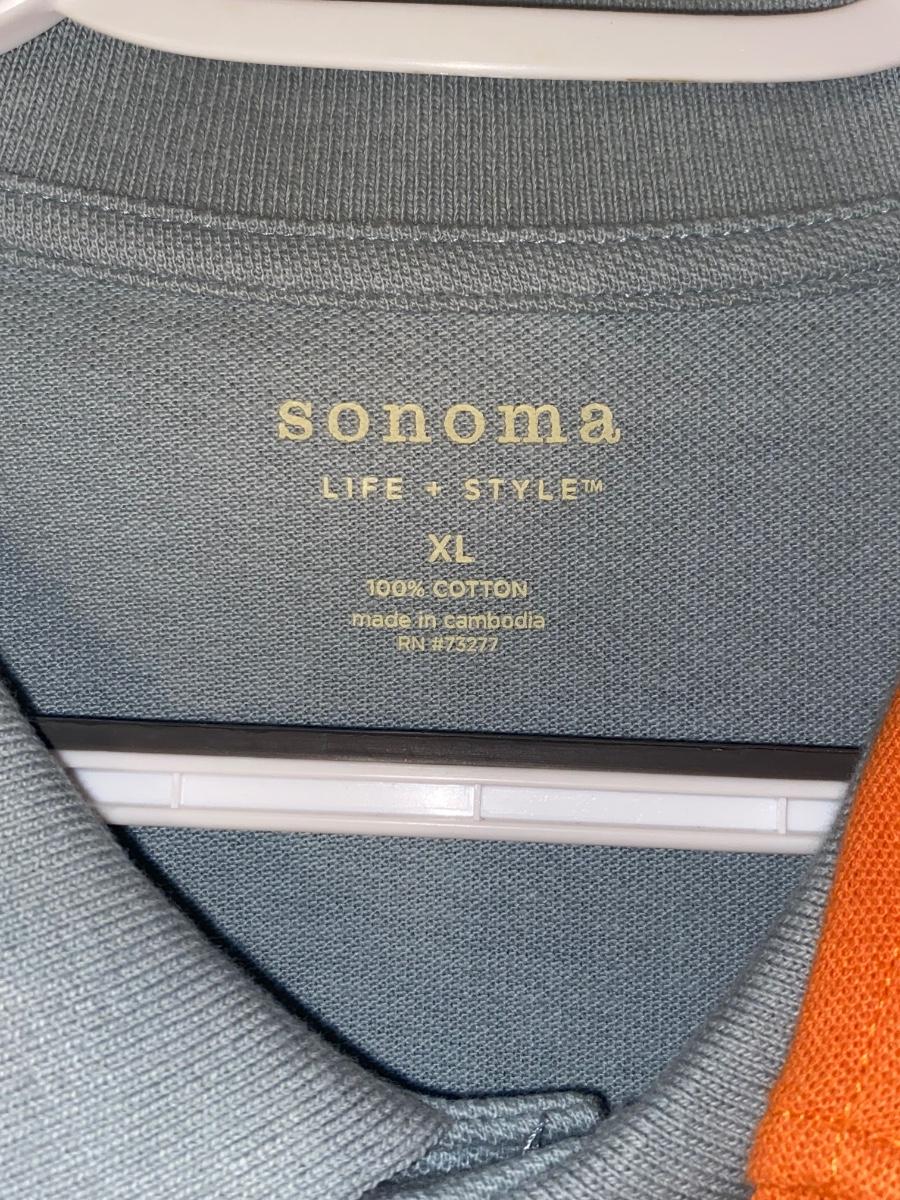 sonoma
LIFE + STYLE™
XL
100% COTTON
made in cambodia
RN #73277